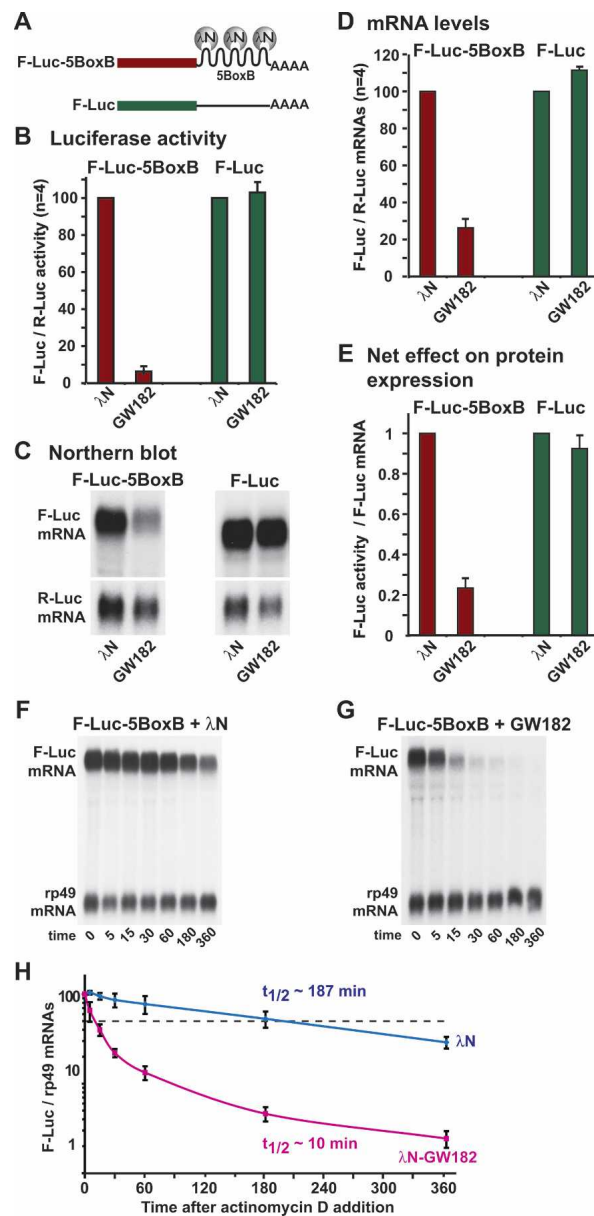 A
λN λN λN
F-Luc-5BoxB
5BoxB
AAAA
F-Luc
AAAA
B Luciferase activity
F-Luc-5BoxB F-Luc
F-Luc / R-Luc activity (n=4)
100
80
60
40
20
0
λN
GW182
λN
GW182
C Northern blot
F-Luc-5BoxB F-Luc
F-Luc
mRNA
R-Luc
mRNA
λN
GW182
λN
GW182
D mRNA levels
F-Luc-5BoxB F-Luc
F-Luc / R-Luc mRNAs (n=4)
120
100
80
60
40
20
0
λN
GW182
λN
GW182
E Net effect on protein
expression
F-Luc-5BoxB F-Luc
F-Luc activity / F-Luc mRNA
1
0.8
0.6
0.4
0.2
0
λN
GW182
λN
GW182
F
F-Luc-5BoxB + λN
F-Luc
mRNA
rp49
mRNA
time 0 5 15 30 60 180 360
G
F-Luc-5BoxB + GW182
F-Luc
mRNA
rp49
mRNA
time 0 5 15 30 60 180 360
H
F-Luc / rp49 mRNAs
100
10
1
t1/2 ~ 187 min
λN
t1/2 ~ 10 min
λN-GW182
0 60 120 180 240 300 360
Time after actinomycin D addition